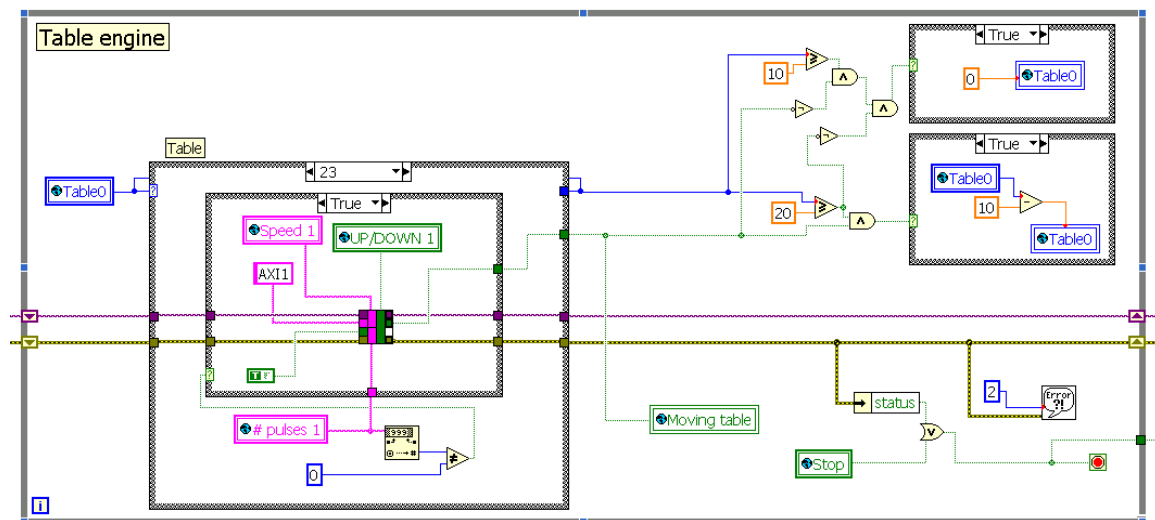 Table engine
True
10
0
Table0
Table
23
Table0
True
True
Speed 1
UP/DOWN 1
Table0
10
20
Table0
AXI1
T F
2
Error
?!
status
# pulses 1
999
Moving table
0
Stop
i